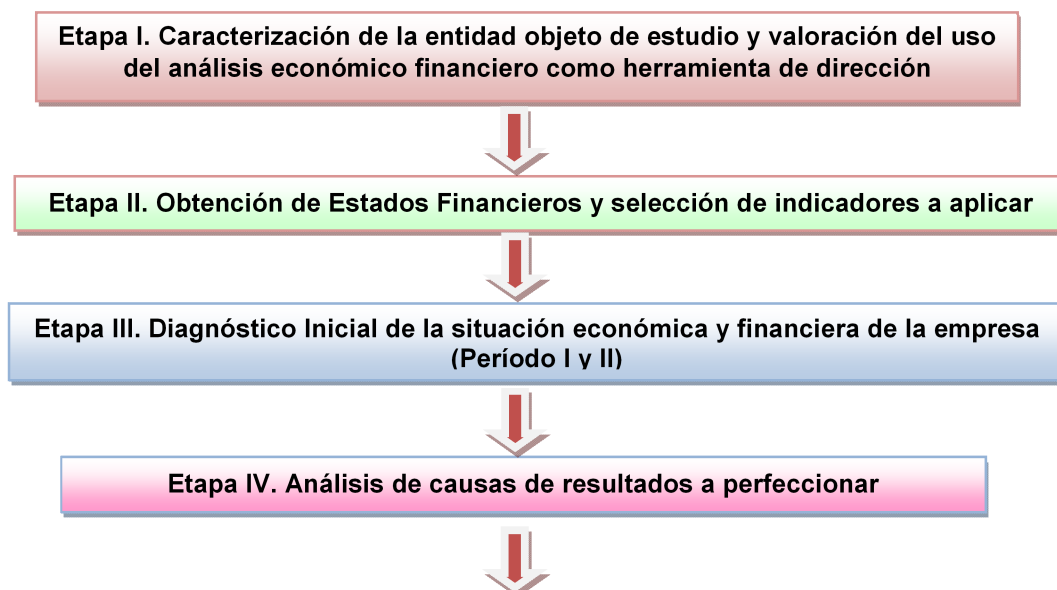 Etapa I. Caracterización de la entidad objeto de estudio y valoración del uso
del análisis económico financiero como herramienta de dirección
Etapa II. Obtención de Estados Financieros y selección de indicadores a aplicar
Etapa III. Diagnóstico Inicial de la situación económica y financiera de la empresa
(Período I y II)
Etapa IV. Análisis de causas de resultados a perfeccionar